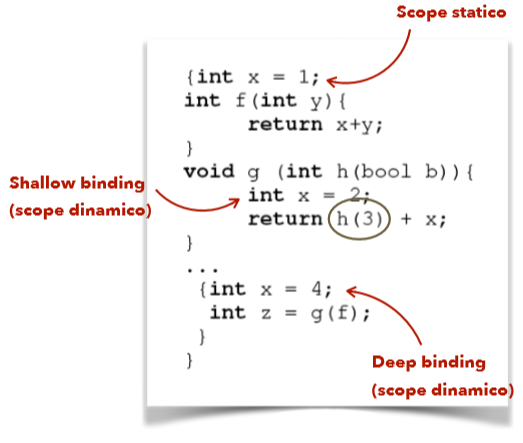 Scope statico
{int x = 1;
int f(int y){
return x+y;
}
void g (int h(bool b)){
Shallow binding
(scope dinamico)
int x = 2;
return h(3) + x;
}
...
{int x = 4;
int z = g(f);
}
}
Deep binding
(scope dinamico)